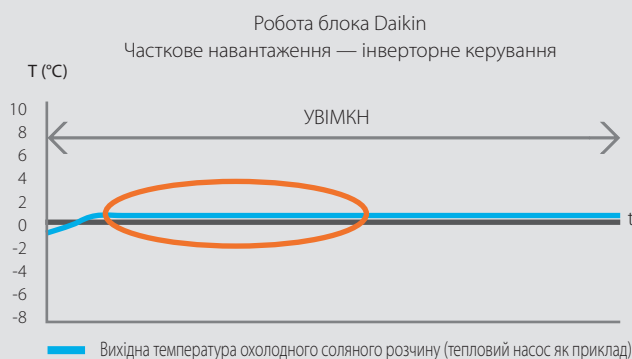 Робота блока Daikin
Часткове навантаження — інверторне керування
T (°C)
10
8
6
4
2
0
-2
-4
-6
-8
УВІМКН
t
Вихідна температура охолодного соляного розчину (тепловий насос як приклад)